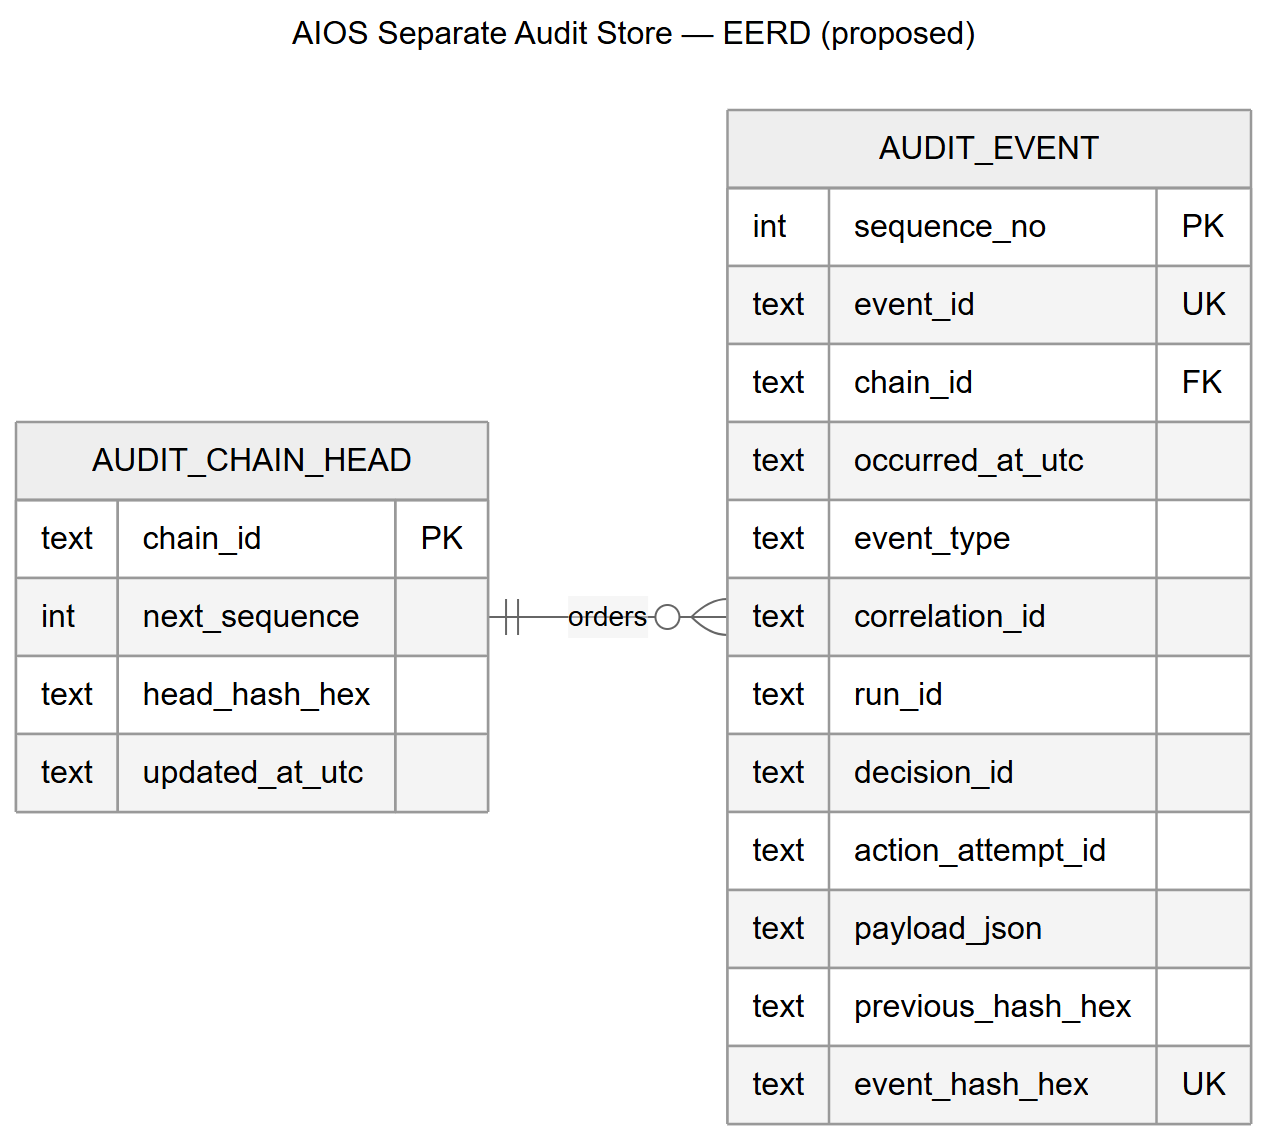 AIOS Separate Audit Store — EERD (proposed)
AUDIT_CHAIN_HEAD
text chain_id PK
int next_sequence
text head_hash_hex
text updated_at_utc
orders
AUDIT_EVENT
int sequence_no PK
text event_id UK
text chain_id FK
text occurred_at_utc
text event_type
text correlation_id
text run_id
text decision_id
text action_attempt_id
text payload_json
text previous_hash_hex
text event_hash_hex UK